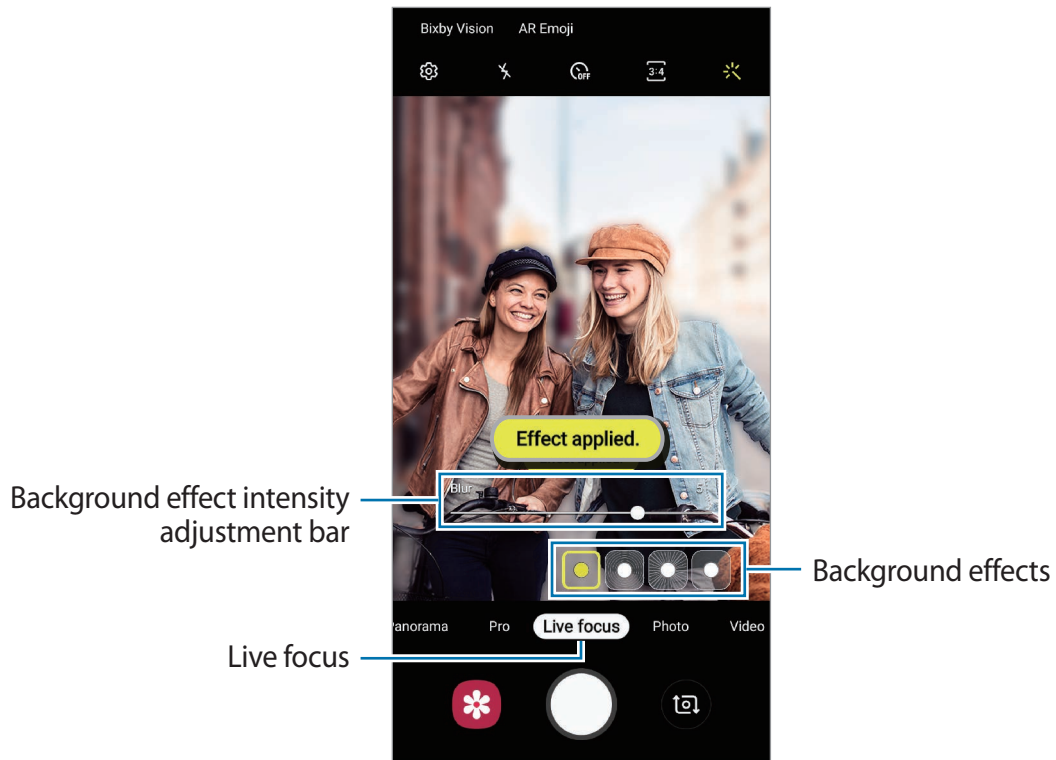 Bixby Vision AR Emoji
OFF 3:4
Effect applied.
Blur 5
Background effect intensity
adjustment bar
Background effects
anorama Pro Live focus Photo Video
Live focus